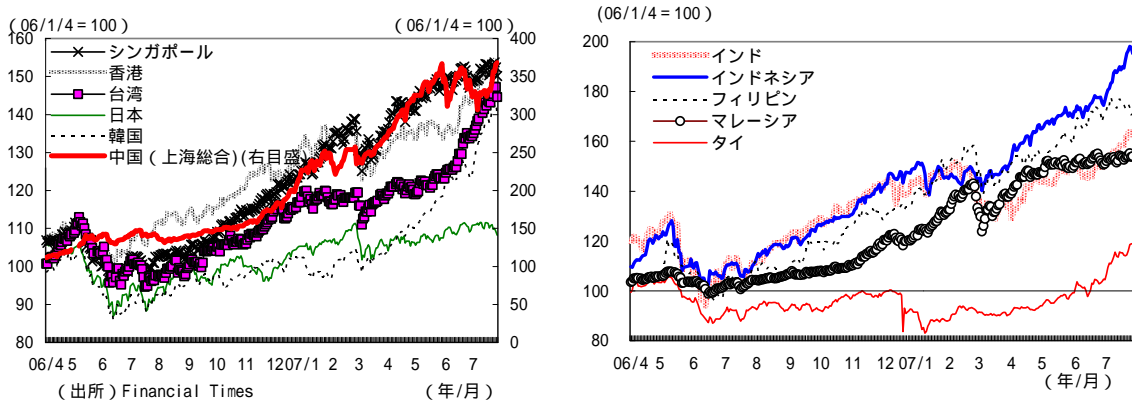 (06/1/4=100)
(06/1/4=100)
160
150
140
130
120
110
100
90
80
400
350
300
250
200
150
100
50
0
シンガポール
香港
台湾
日本
韓国
中国(上海総合)(右目盛)
06/4 5 6 7 8 9 10 11 12 07/1 2 3 4 5 6 7
(出所)Financial Times
(年/月)
(06/1/4=100)
200
180
160
140
120
100
80
インド
インドネシア
フィリピン
マレーシア
タイ
06/4 5 6 7 8 9 10 11 12 07/1 2 3 4 5 6 7
(年/月)